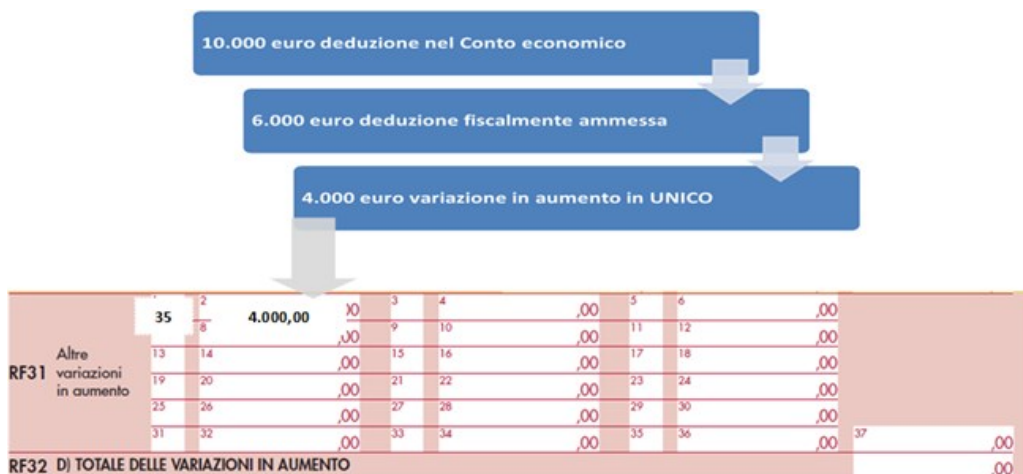 10.000 euro deduzione nel Conto economico
6.000 euro deduzione fiscalmente ammessa
4.000 euro variazione in aumento in UNICO
35 2 4.000,00 00 3 4 ,00 5 6 ,00
8 ,00 9 10 ,00 11 12 ,00
RF31 Altre variazioni in aumento
13 14 ,00 15 16 ,00 17 18 ,00
19 20 ,00 21 22 ,00 23 24 ,00
25 26 ,00 27 28 ,00 29 30 ,00
31 32 ,00 33 34 ,00 35 36 ,00 37 ,00
RF32 D) TOTALE DELLE VARIAZIONI IN AUMENTO ,00